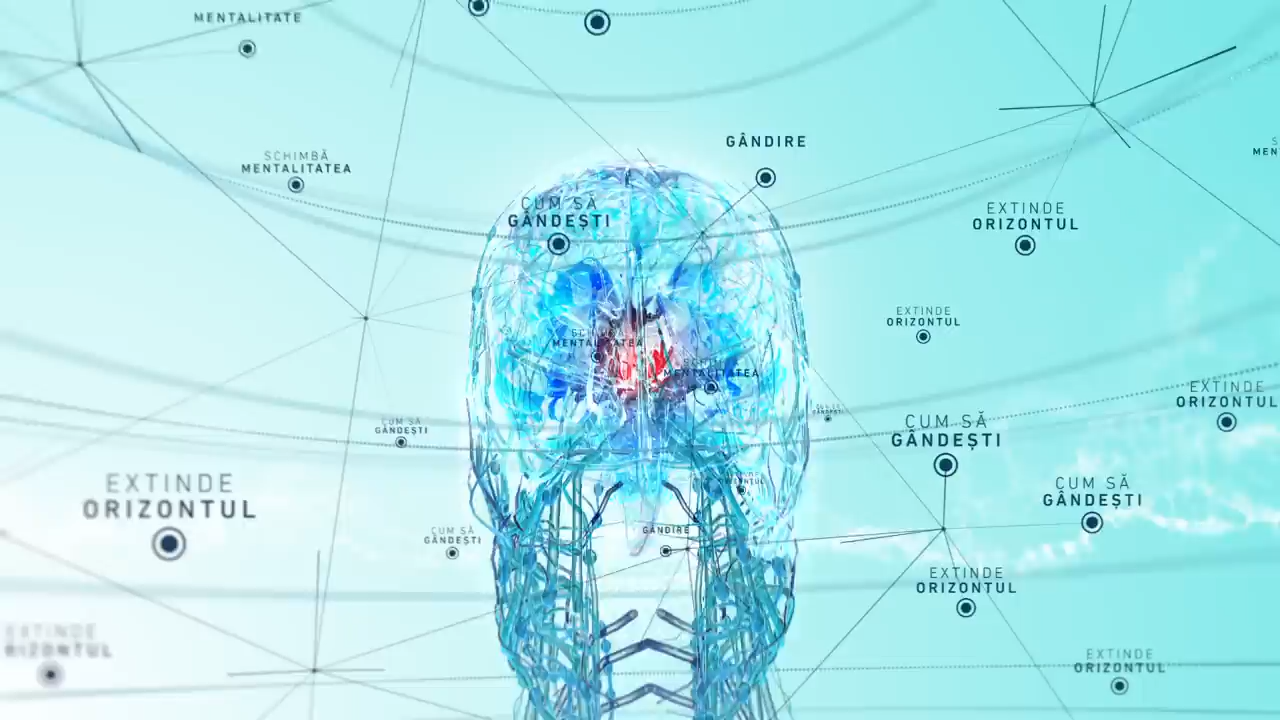 MENTALITATE
GÂNDIRE
SCHIMBĂ
MENTALITATEA
CUM SĂ
GÂNDEȘTI
EXTINDE
ORIZONTUL
EXTINDE
ORIZONTUL
MENTALITATEA
MENTALITATEA
EXTINDE
ORIZONTUL
CUM SĂ
GÂNDEȘTI
CUM SĂ
GÂNDEȘTI
EXTINDE
ORIZONTUL
CUM SĂ
GÂNDEȘTI
CUM SĂ
GÂNDEȘTI
GÂNDIRE
EXTINDE
ORIZONTUL
EXTINDE
ORIZONTUL
EXTINDE
ORIZONTUL